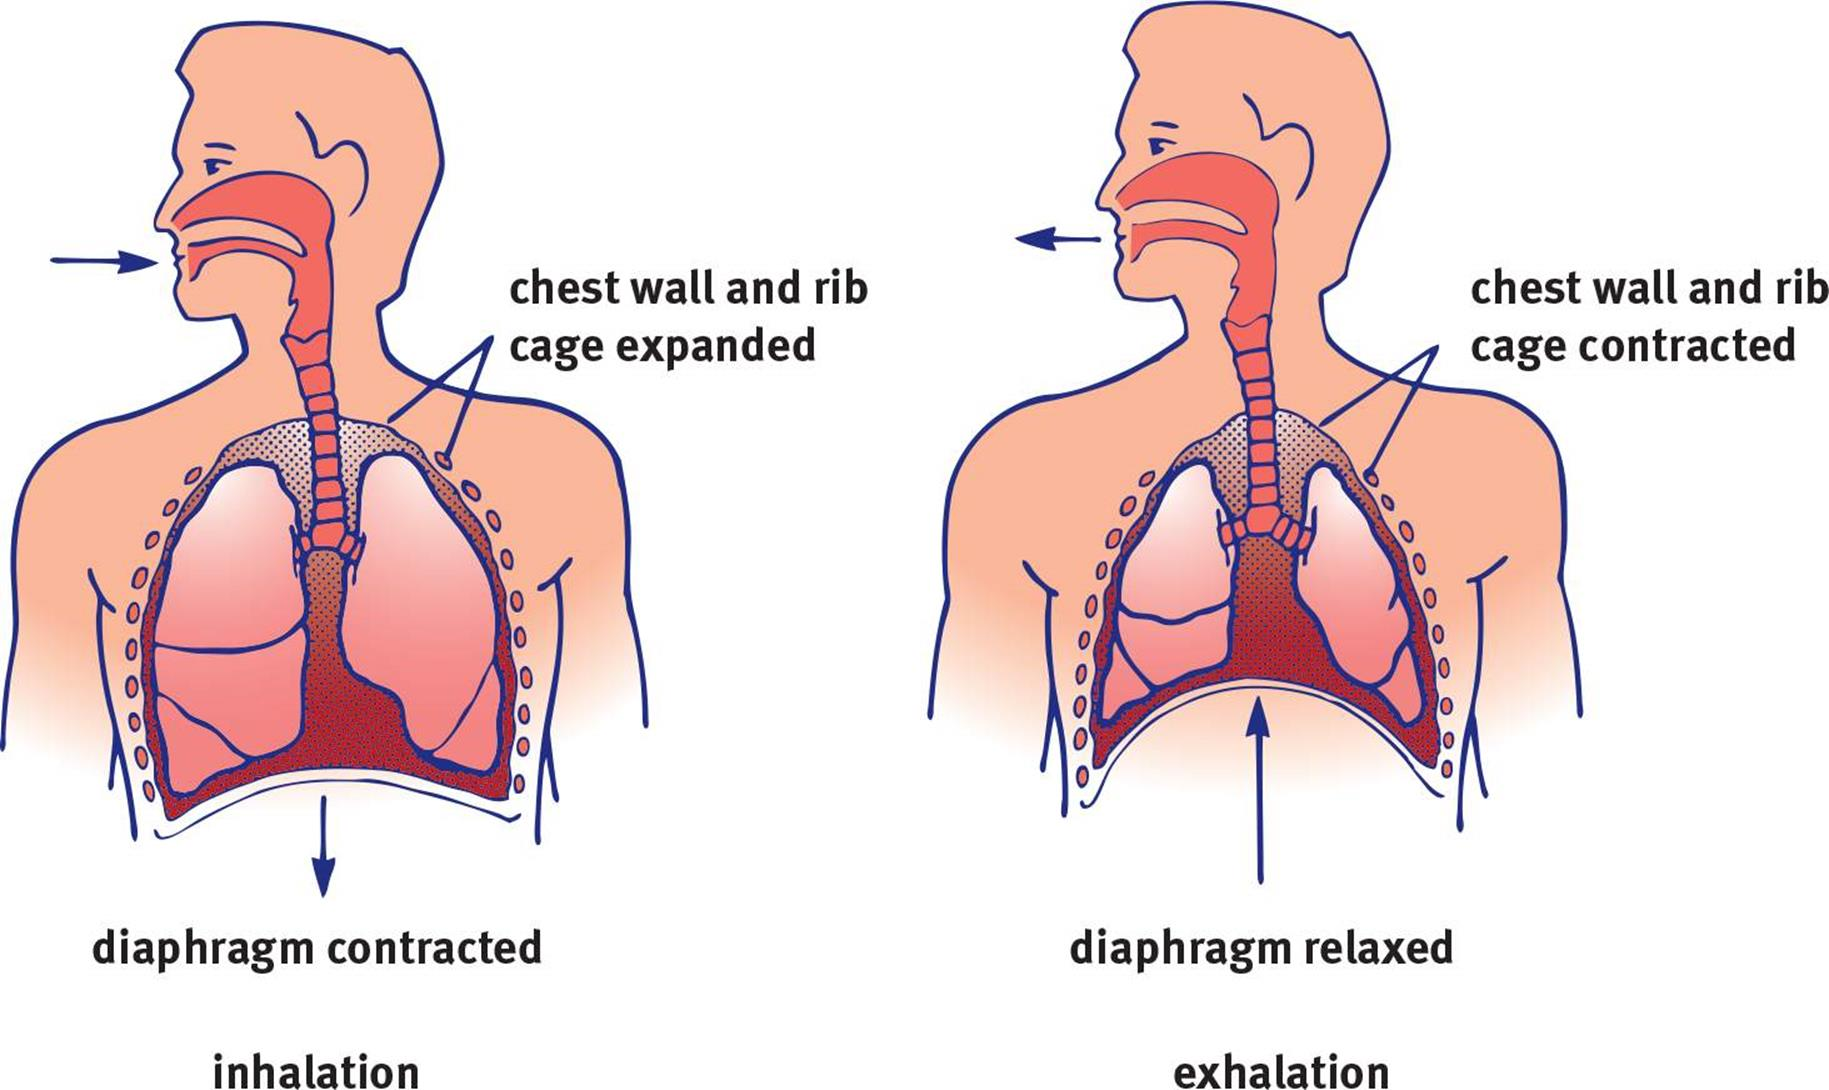 chest wall and rib
cage expanded
diaphragm contracted
inhalation
chest wall and rib
cage contracted
diaphragm relaxed
exhalation